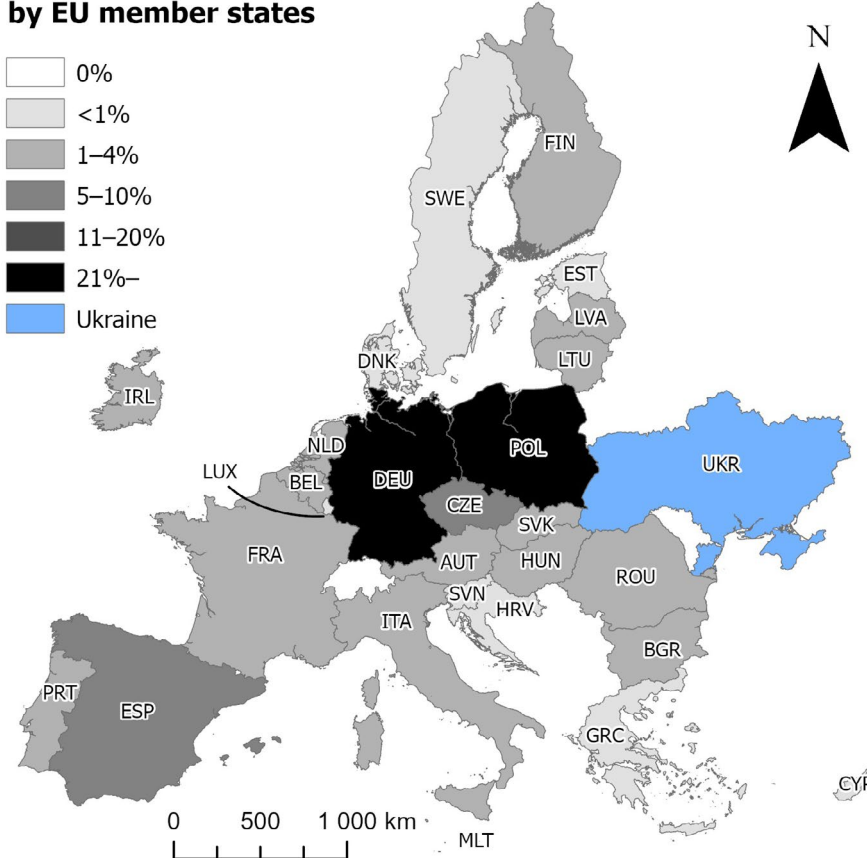 by EU member states
0%
<1%
1–4%
5–10%
11–20%
21%–
Ukraine
N
FIN
SWE
EST
LVA
LTU
DNK
IRL
NLD
POL
UKR
LUX
BEL
DEU
CZE
SVK
FRA
AUT
HUN
ROU
SVN
HRV
ITA
BGR
PRT
ESP
GRC
CYP
0 500 1 000 km
MLT